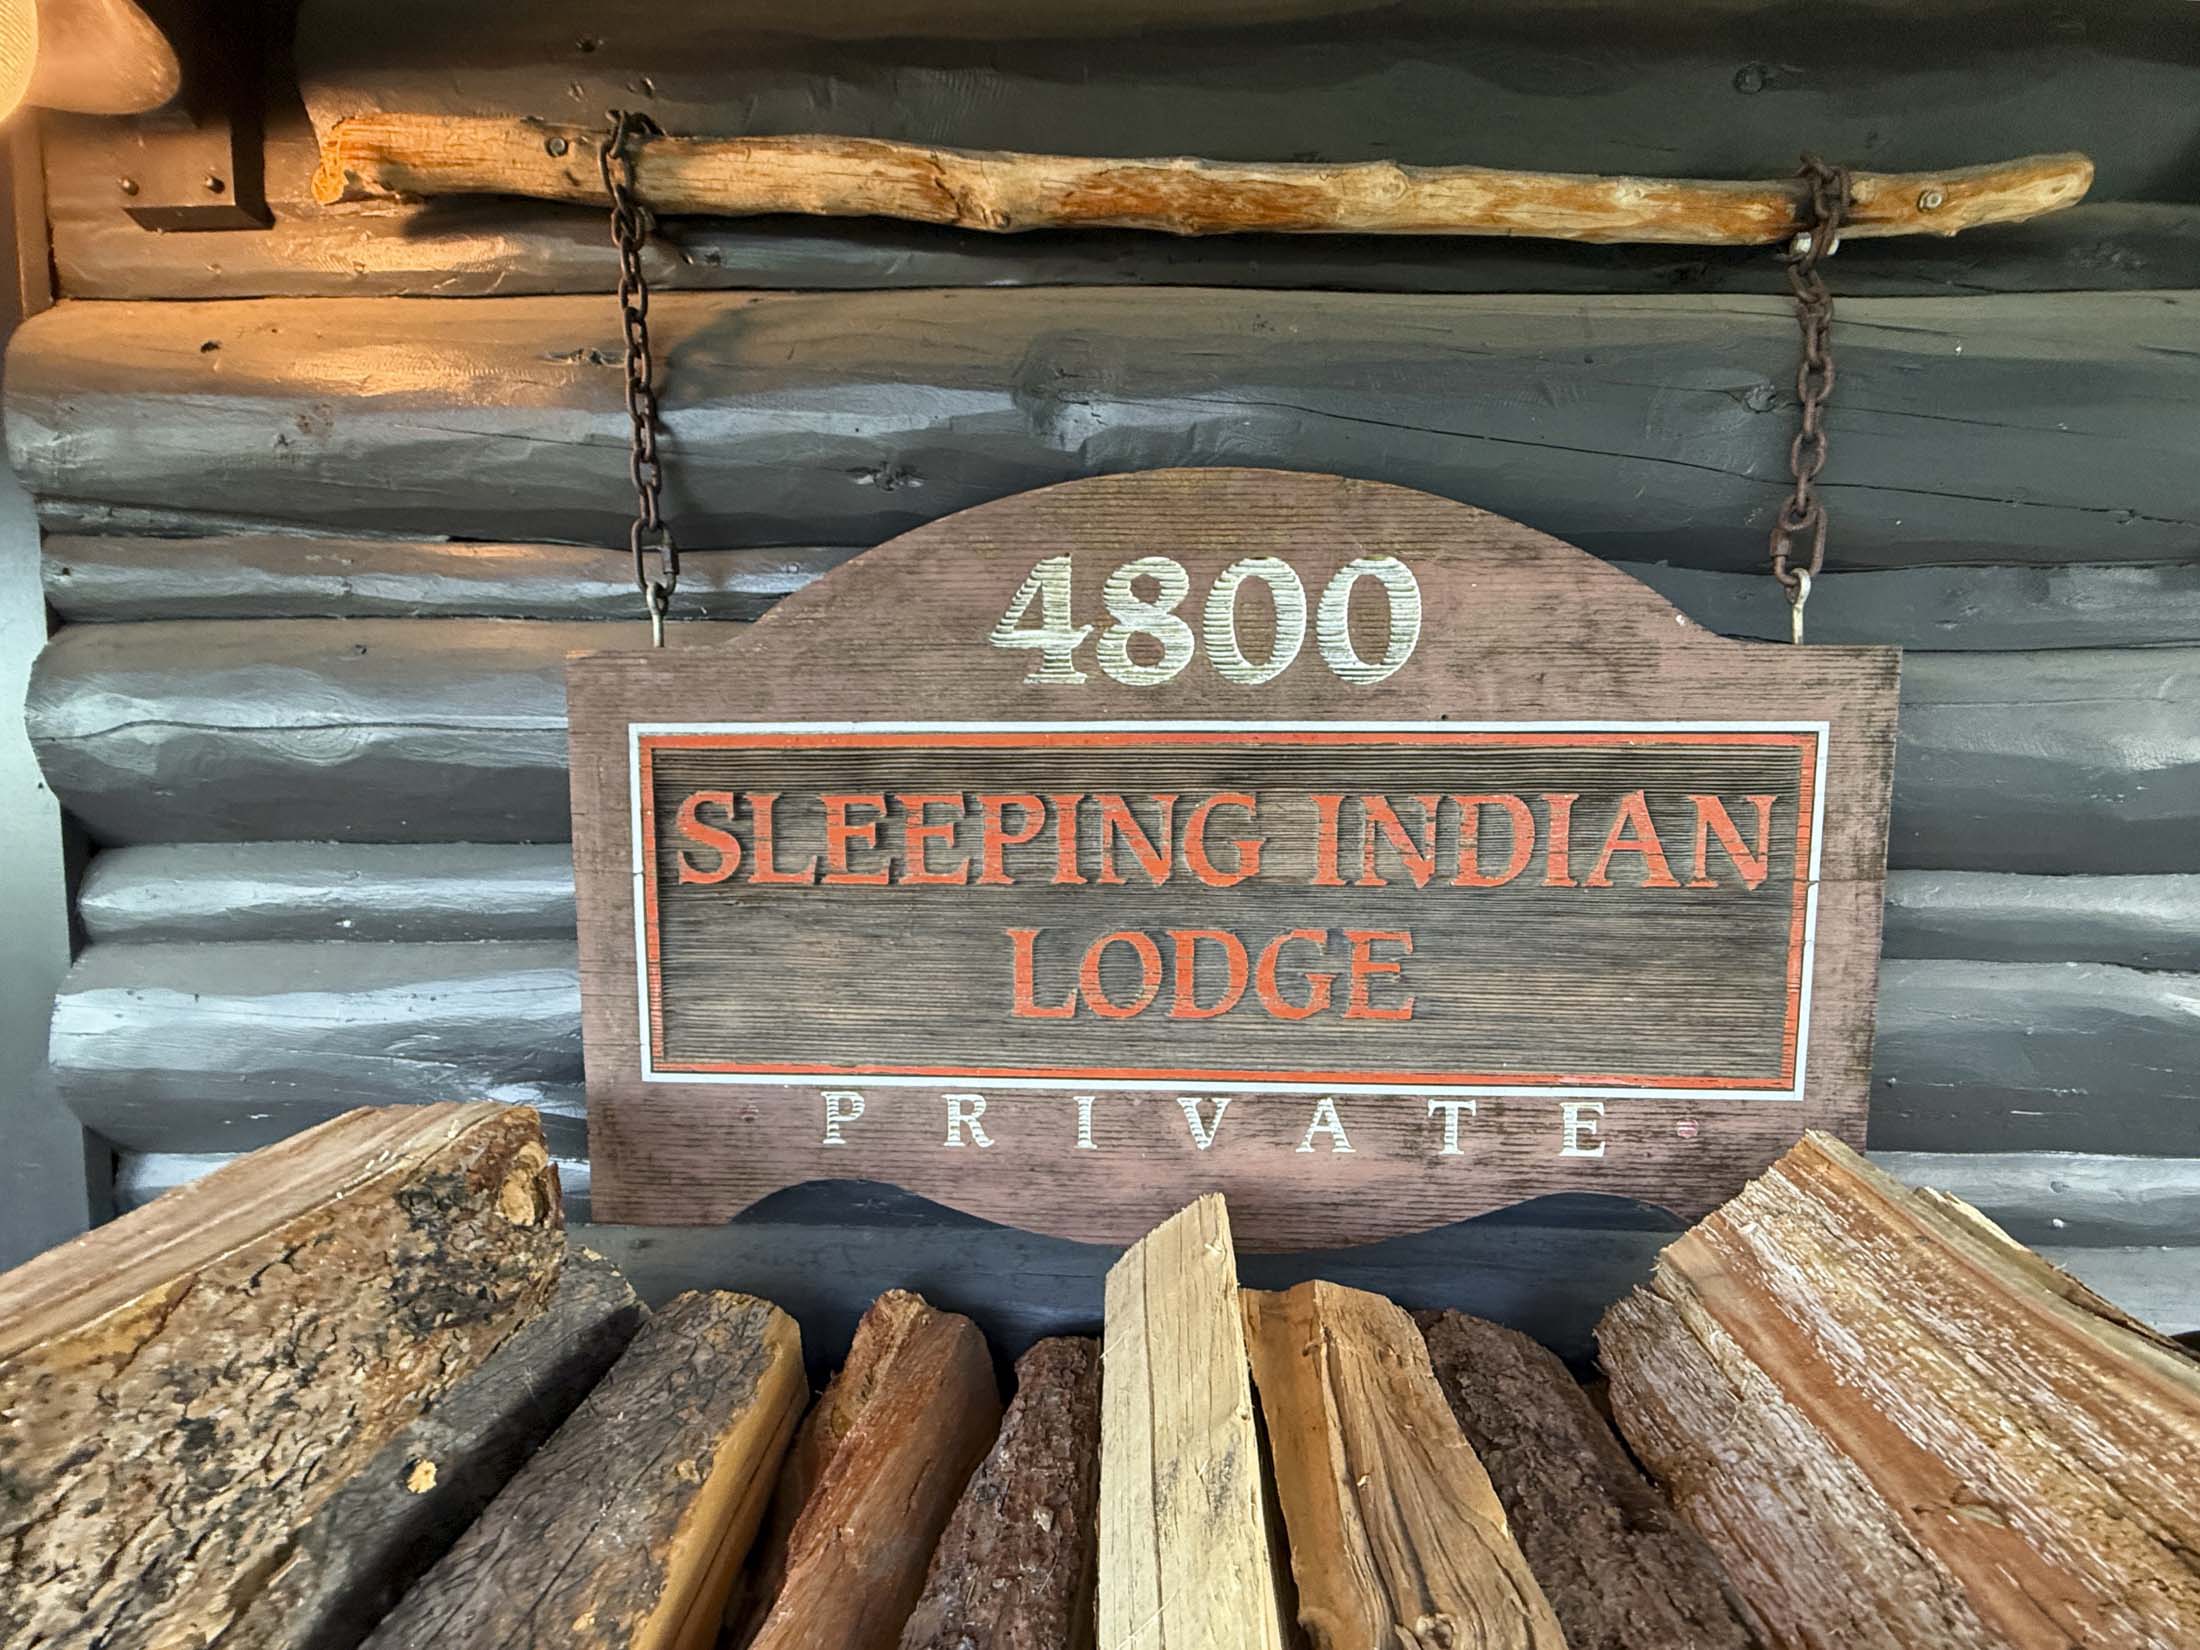 4800
SLEEPING INDIAN
LODGE
PRIVATE